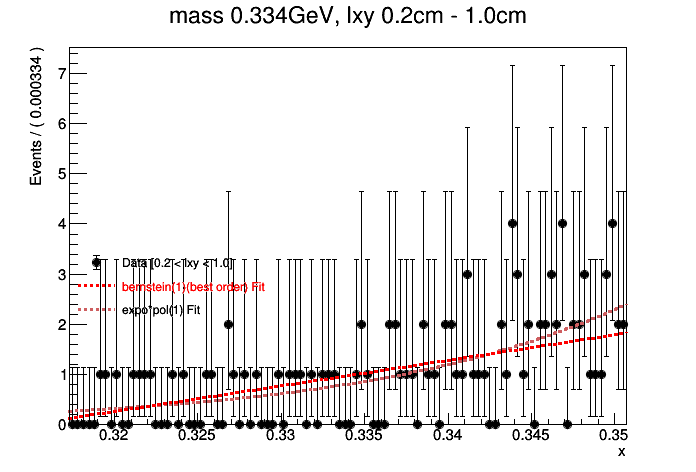 mass 0.334GeV, lxy 0.2cm - 1.0cm
Events / ( 0.000334 )
7
6
5
4
3
2
1
0
Data [0.2 < lxy < 1.0]
bernstein(1)(best order) Fit
expo*pol(1) Fit
0.32 0.325 0.33 0.335 0.34 0.345 0.35
x